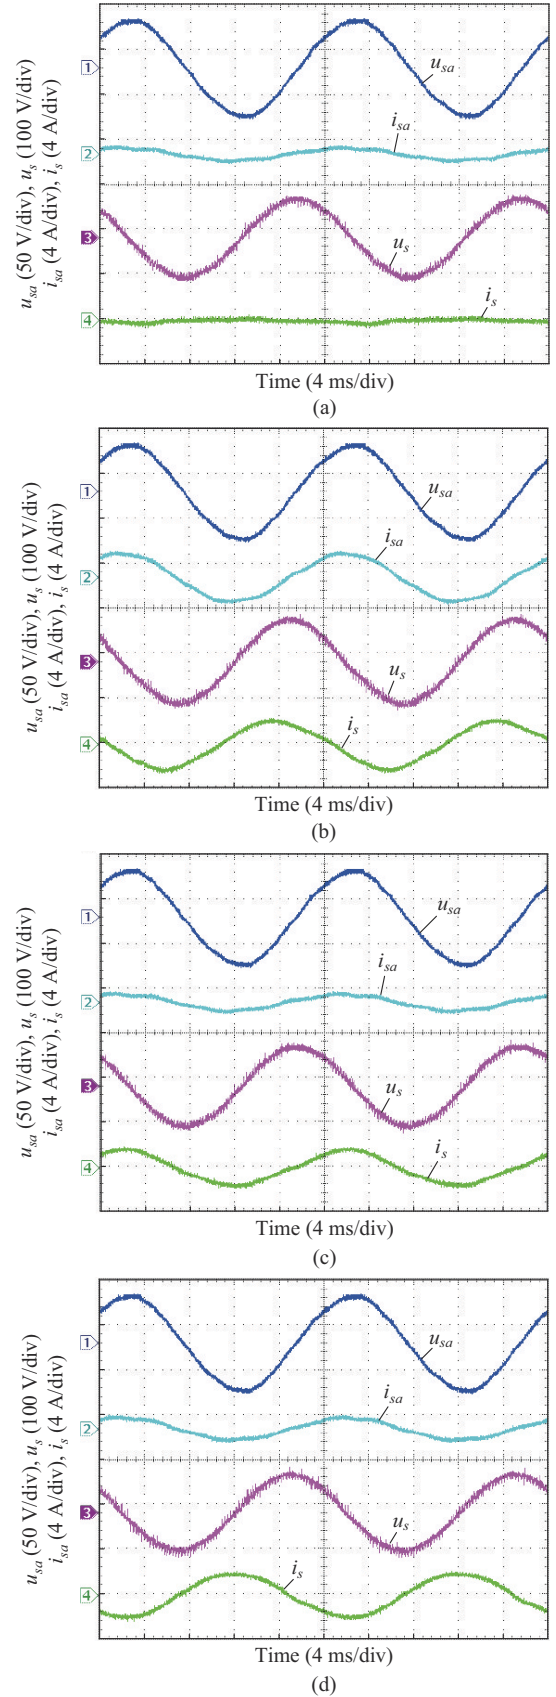 u_sa (50 V/div), u_s (100 V/div)
i_sa (4 A/div), i_s (4 A/div)
1
u_sa
i_sa
2
3
u_s
i_s
4
Time (4 ms/div)
(a)
u_sa (50 V/div), u_s (100 V/div)
i_sa (4 A/div), i_s (4 A/div)
1
u_sa
i_sa
2
3
u_s
i_s
4
Time (4 ms/div)
(b)
u_sa (50 V/div), u_s (100 V/div)
i_sa (4 A/div), i_s (4 A/div)
1
u_sa
i_sa
2
3
u_s
i_s
4
Time (4 ms/div)
(c)
u_sa (50 V/div), u_s (100 V/div)
i_sa (4 A/div), i_s (4 A/div)
1
u_sa
i_sa
2
3
u_s
i_s
4
Time (4 ms/div)
(d)